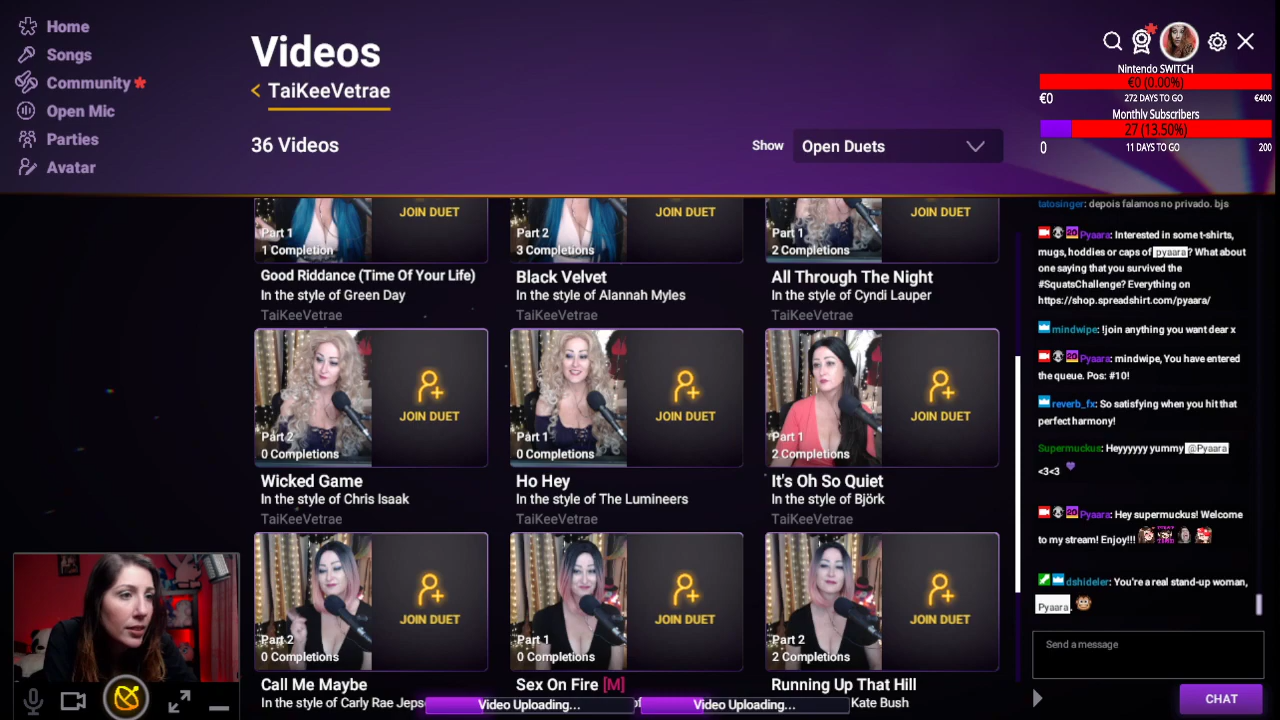 Home
Songs
Community
Open Mic
Parties
Avatar
Videos
TaiKeeVetrae
36 Videos
Show
Open Duets
Nintendo SWITCH
€0 (0.00%)
€0
272 DAYS TO GO
€400
Monthly Subscribers
27 (13.50%)
0
11 DAYS TO GO
200
JOIN DUET
Part 1
1 Completion
Good Riddance (Time Of Your Life)
In the style of Green Day
TaiKeeVetrae
JOIN DUET
Part 2
3 Completions
Black Velvet
In the style of Alannah Myles
TaiKeeVetrae
JOIN DUET
Part 1
2 Completions
All Through The Night
In the style of Cyndi Lauper
TaiKeeVetrae
JOIN DUET
Part 2
0 Completions
Wicked Game
In the style of Chris Isaak
TaiKeeVetrae
JOIN DUET
Part 1
0 Completions
Ho Hey
In the style of The Lumineers
TaiKeeVetrae
JOIN DUET
Part 1
2 Completions
It's Oh So Quiet
In the style of Björk
TaiKeeVetrae
JOIN DUET
Part 2
0 Completions
Call Me Maybe
In the style of Carly Rae Jeps
JOIN DUET
Part 1
0 Completions
Sex On Fire [M]
JOIN DUET
Part 2
2 Completions
Running Up That Hill
Kate Bush
Video Uploading...
Video Uploading...
tatosinger: depois falamos no privado. bjs
20 Pyaara: Interested in some t-shirts,
mugs, hoddies or caps of pyaara? What about
one saying that you survived the
#SquatsChallenge? Everything on
https://shop.spreadshirt.com/pyaara/
mindwipe: !join anything you want dear x
20 Pyaara: mindwipe, You have entered
the queue. Pos: #10!
reverb_fx: So satisfying when you hit that
perfect harmony!
Supermuckus: Heyyyyyy yummy @Pyaara
<3<3
20 Pyaara: Hey supermuckus! Welcome
to my stream! Enjoy!!!
dshideler: You're a real stand-up woman,
Pyaara.
Send a message
CHAT